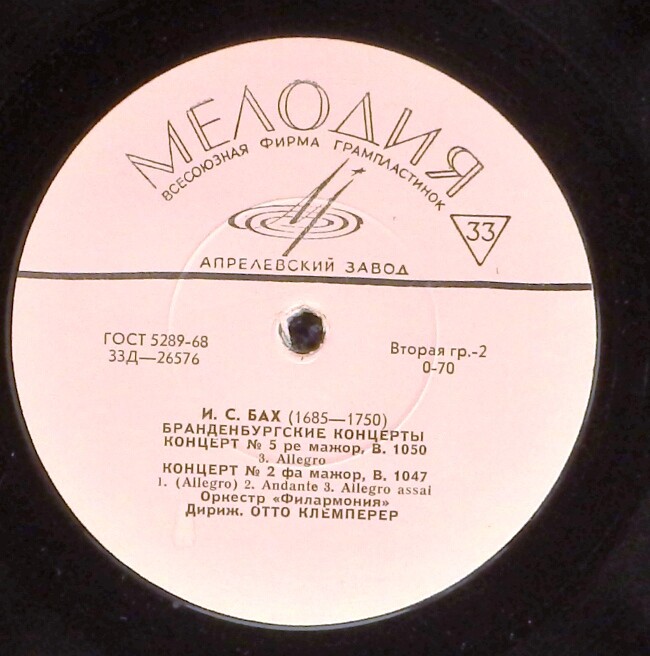 МЕЛОДИЯ
ВСЕСОЮЗНАЯ ФИРМА ГРАМПЛАСТИНОК
33
АПРЕЛЕВСКИЙ ЗАВОД
ГОСТ 5289-68
33Д—26576
Вторая гр.-2
0-70
И. С. БАХ (1685—1750)
БРАНДЕНБУРГСКИЕ КОНЦЕРТЫ
КОНЦЕРТ № 5 ре мажор, В. 1050
3. Allegro
КОНЦЕРТ № 2 фа мажор, В. 1047
1. (Allegro) 2. Andante 3. Allegro assai
Оркестр «Филармония»
Дириж. ОТТО КЛЕМПЕРЕР